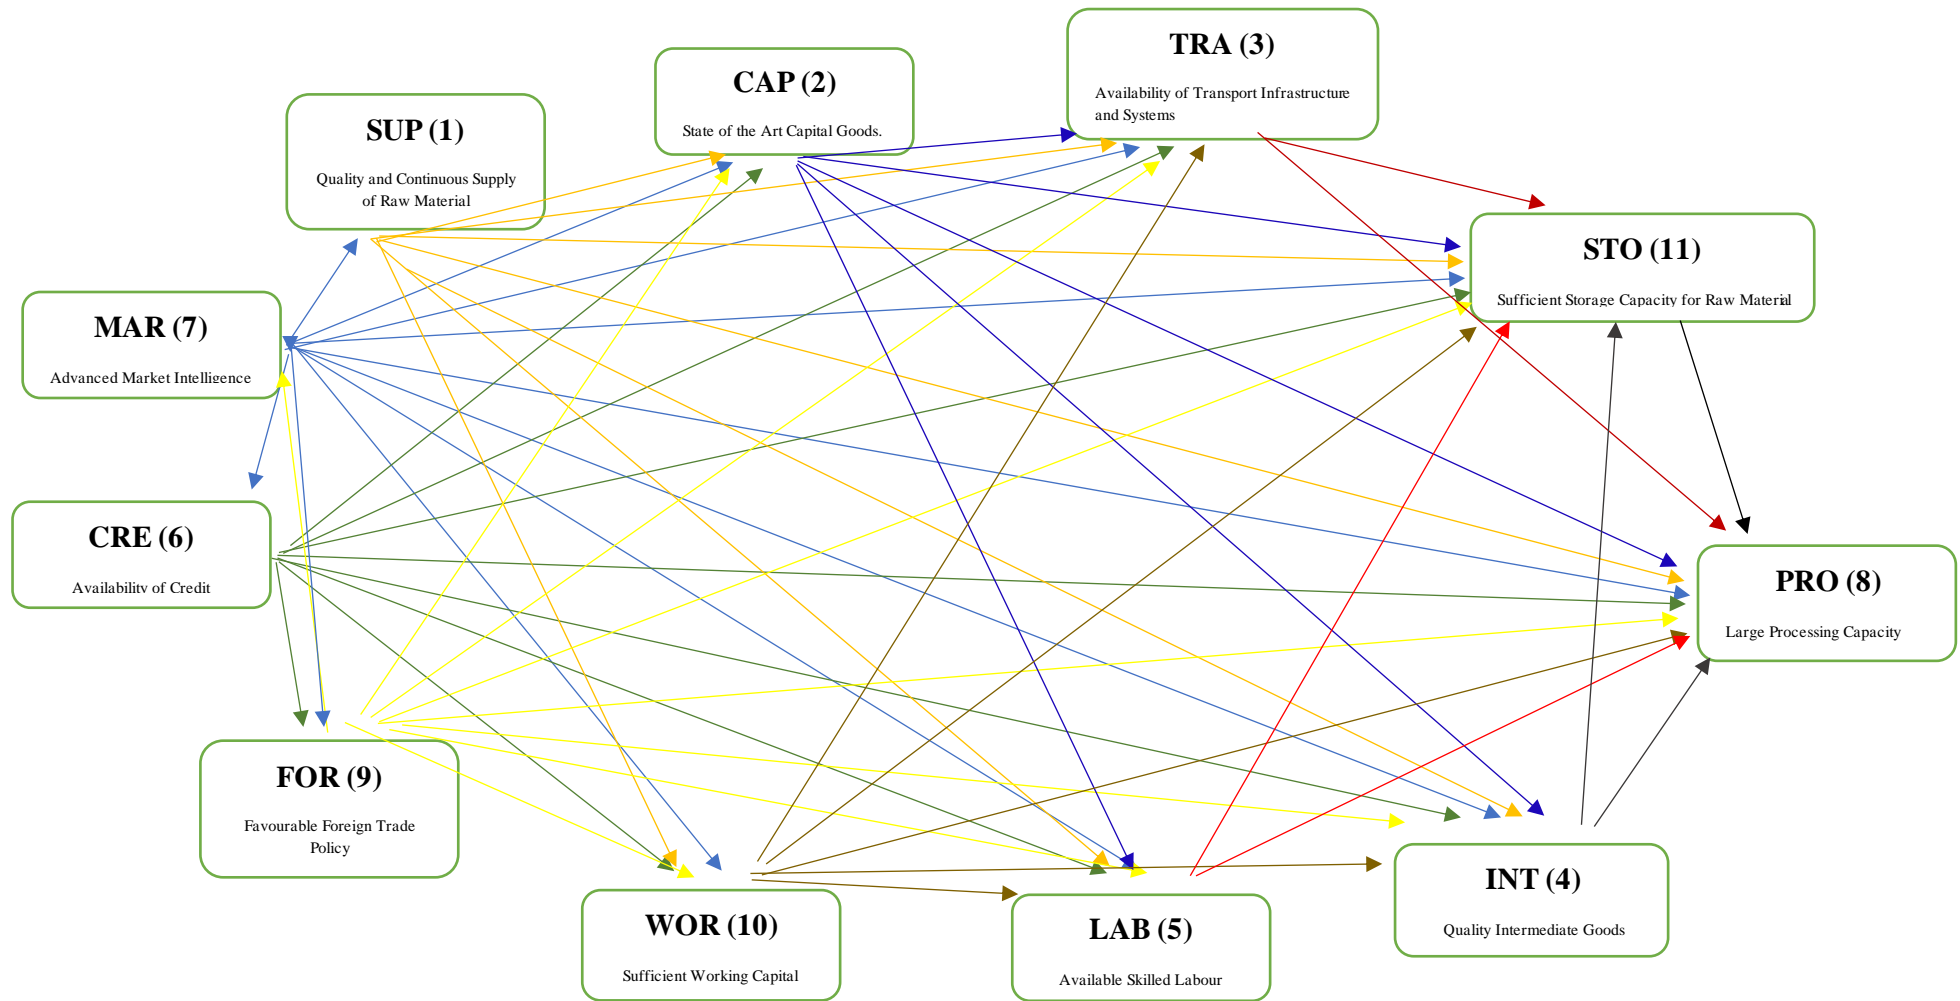 TRA (3)
Availability of Transport Infrastructure
and Systems
CAP (2)
State of the Art Capital Goods.
SUP (1)
Quality and Continuous Supply
of Raw Material
STO (11)
Sufficient Storage Capacity for Raw Material
MAR (7)
Advanced Market Intelligence
CRE (6)
Availability of Credit
PRO (8)
Large Processing Capacity
FOR (9)
Favourable Foreign Trade
Policy
INT (4)
Quality Intermediate Goods
WOR (10)
Sufficient Working Capital
LAB (5)
Available Skilled Labour